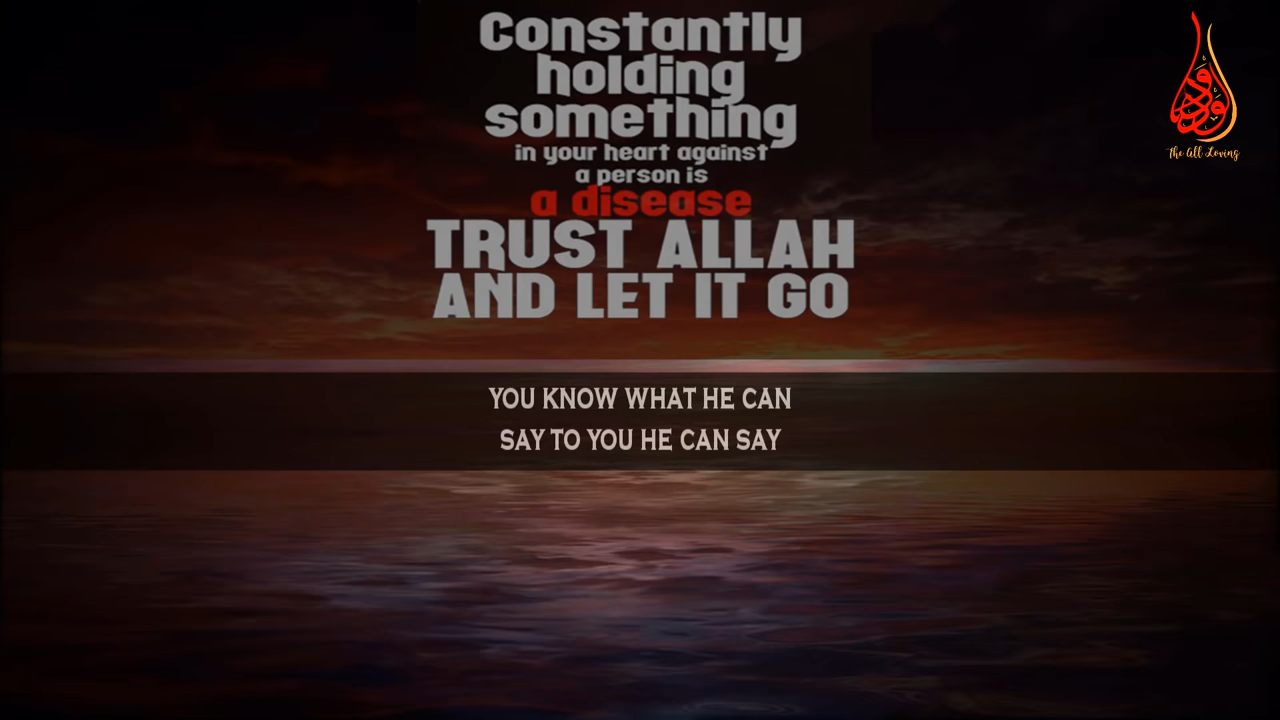 Constantly
holding
something
in your heart against
a person is
a disease
TRUST ALLAH
AND LET IT GO
YOU KNOW WHAT HE CAN
SAY TO YOU HE CAN SAY
الودود
The All Loving